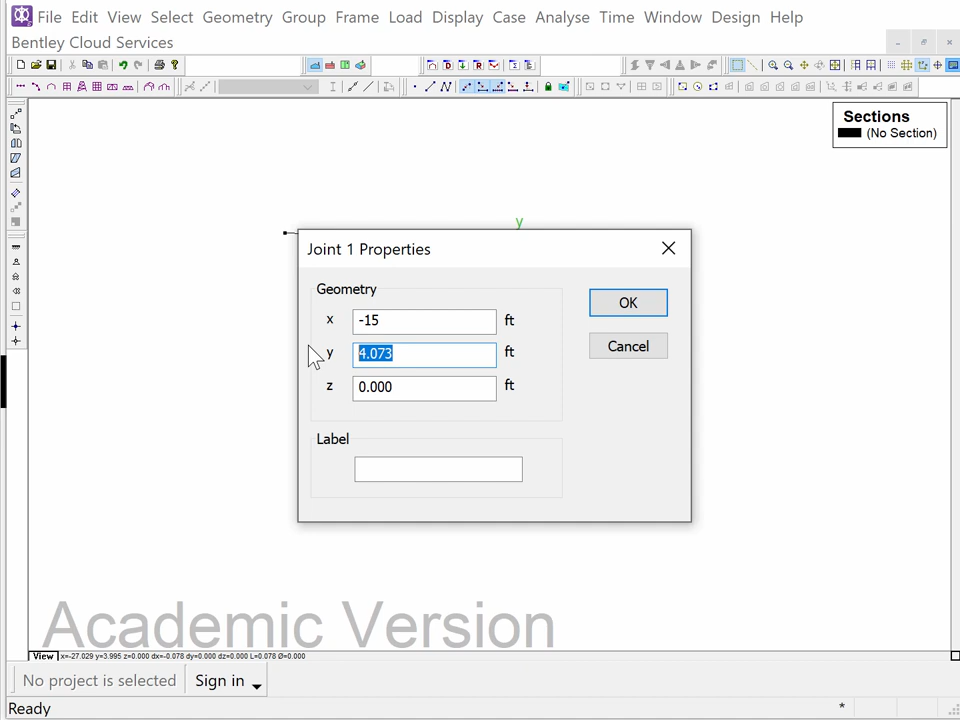 File Edit View Select Geometry Group Frame Load Display Case Analyse Time Window Design Help
Bentley Cloud Services
Sections
(No Section)
y
Joint 1 Properties
Geometry
x -15 ft
y 4.073 ft
z 0.000 ft
OK
Cancel
Label
Academic Version
View x=-27.029 y=3.995 z=0.000 dx=-0.078 dy=0.000 dz=0.000 L=0.078 Ø=0.000
No project is selected Sign in
Ready *